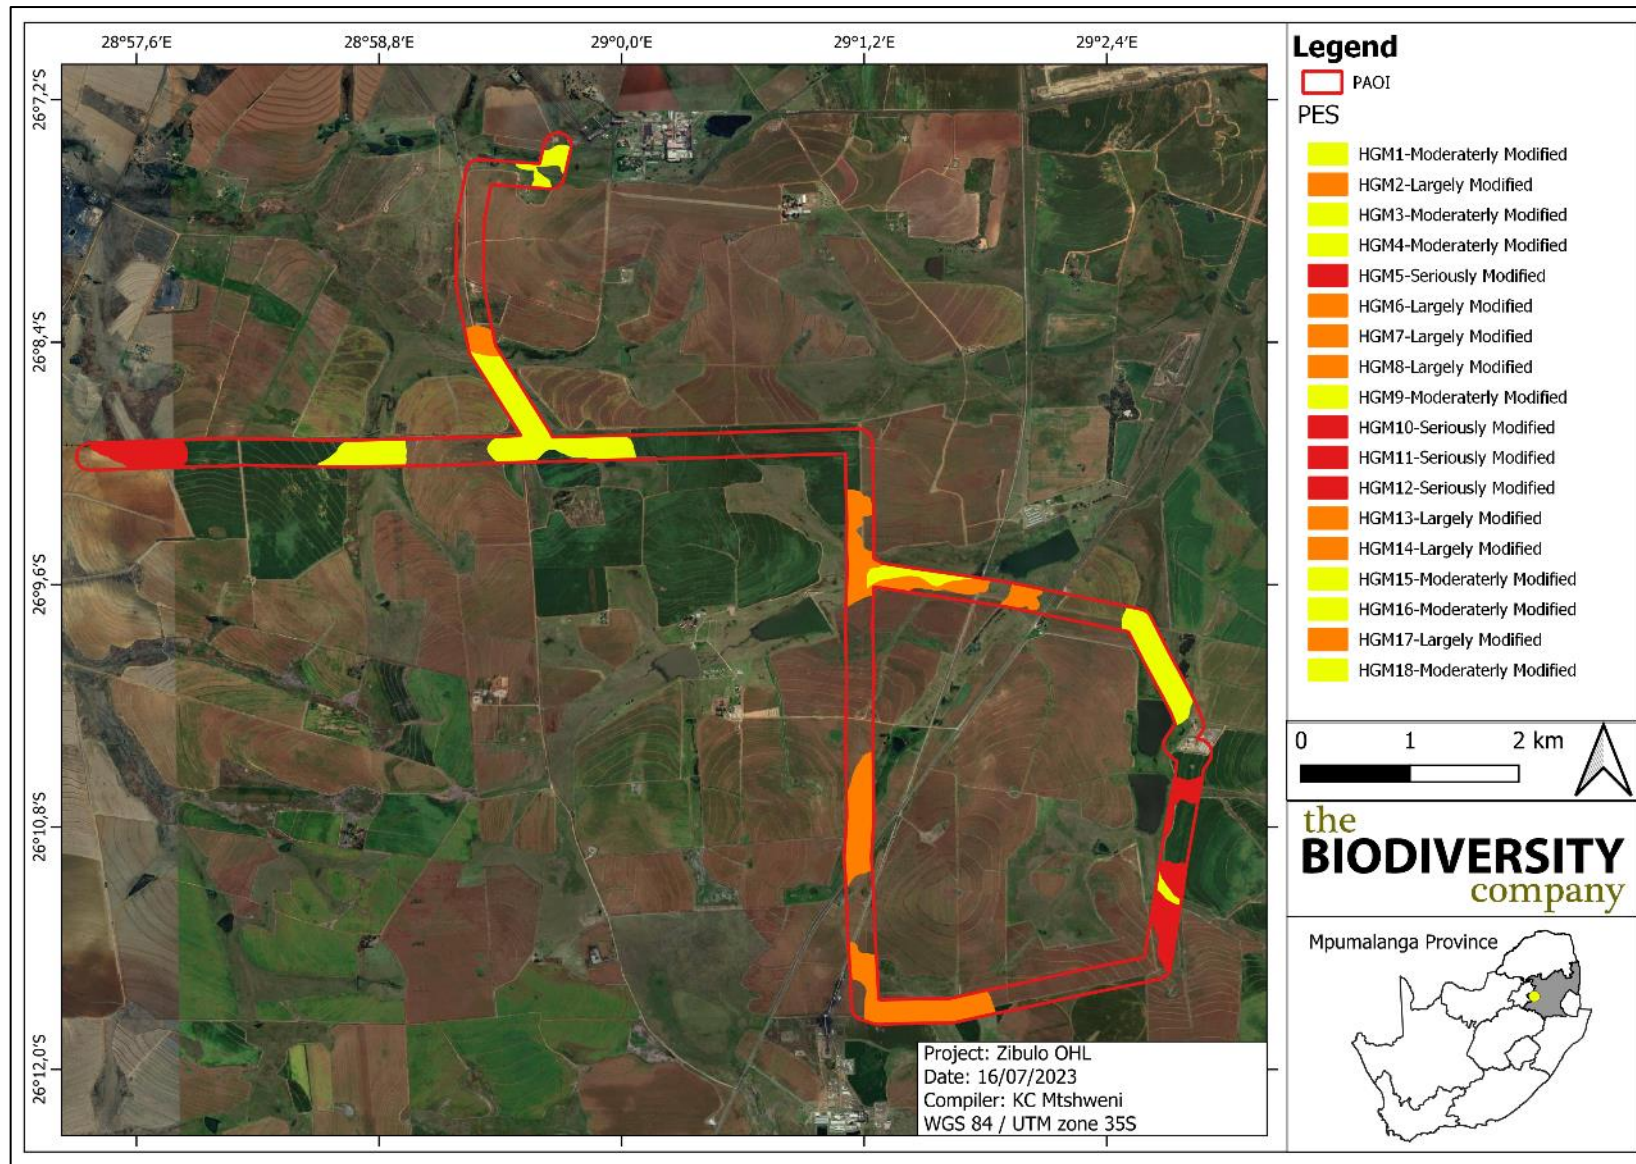 28°57,6'E
28°58,8'E
29°0,0'E
29°1,2'E
29°2,4'E
26°7,2'S
26°8,4'S
26°9,6'S
26°10,8'S
26°12,0'S
Project: Zibulo OHL
Date: 16/07/2023
Compiler: KC Mtshweni
WGS 84 / UTM zone 35S
Legend
PAOI
PES
HGM1-Moderaterly Modified
HGM2-Largely Modified
HGM3-Moderaterly Modified
HGM4-Moderaterly Modified
HGM5-Seriously Modified
HGM6-Largely Modified
HGM7-Largely Modified
HGM8-Largely Modified
HGM9-Moderaterly Modified
HGM10-Seriously Modified
HGM11-Seriously Modified
HGM12-Seriously Modified
HGM13-Largely Modified
HGM14-Largely Modified
HGM15-Moderaterly Modified
HGM16-Moderaterly Modified
HGM17-Largely Modified
HGM18-Moderaterly Modified
0 1 2 km
the
BIODIVERSITY
company
Mpumalanga Province